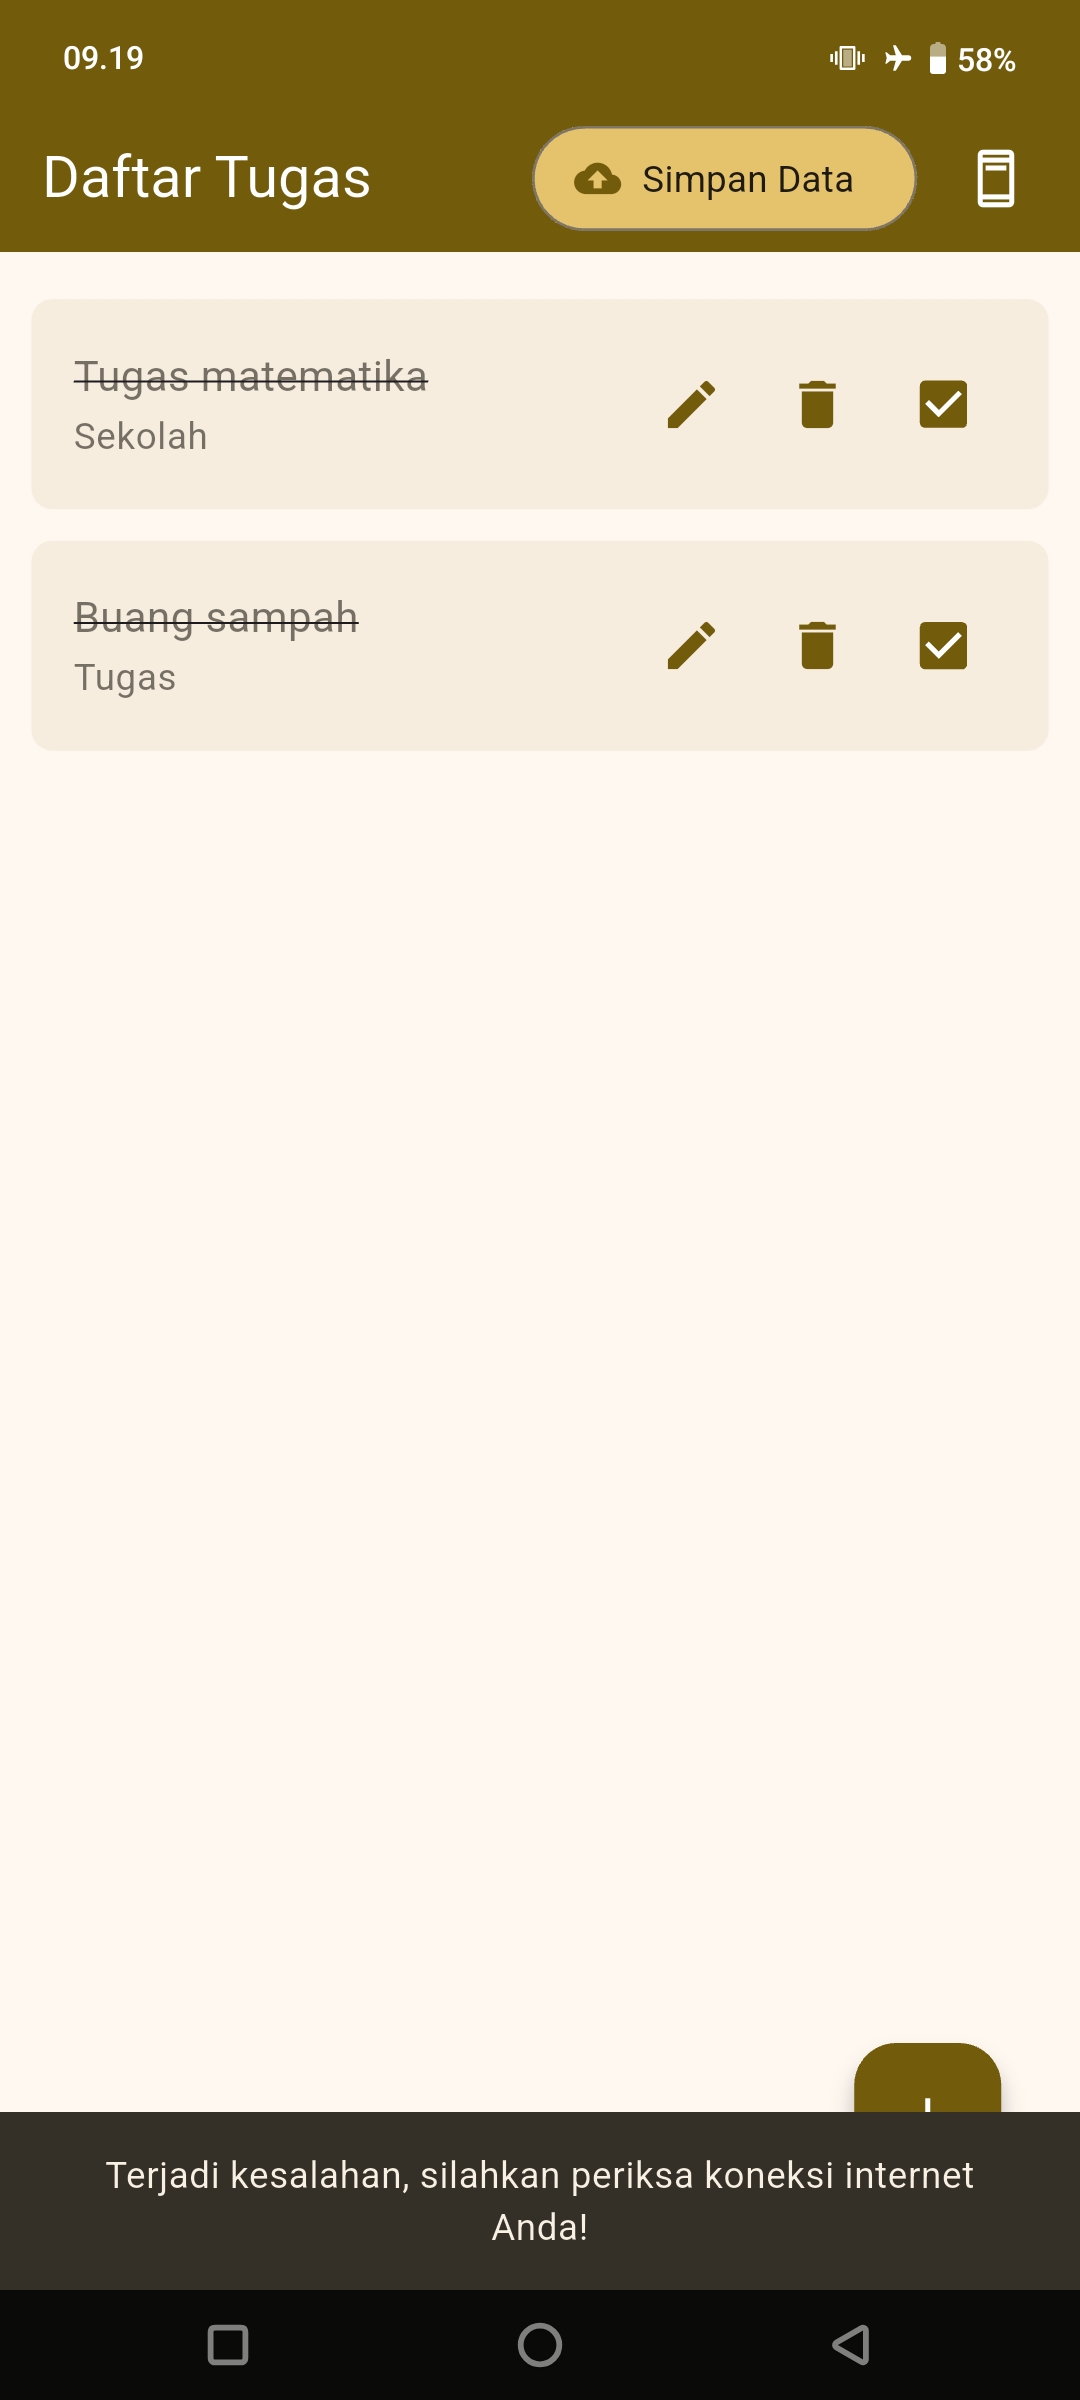 09.19
58%
Daftar Tugas
Simpan Data
Tugas matematika
Sekolah
Buang sampah
Tugas
Terjadi kesalahan, silahkan periksa koneksi internet
Anda!